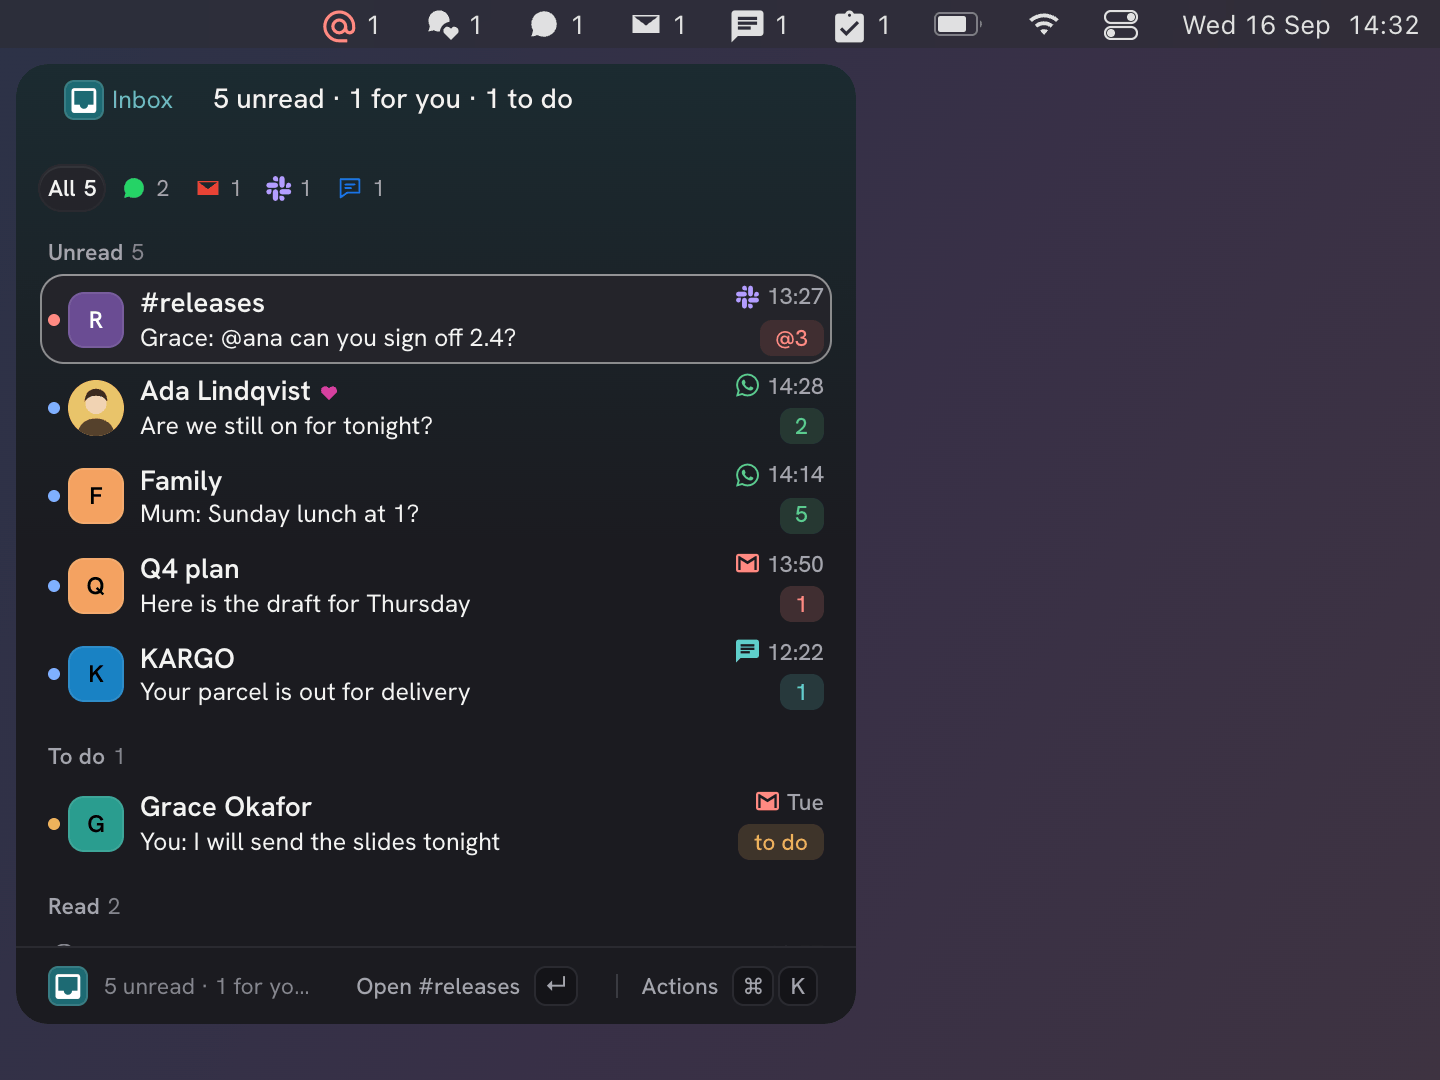 1 1 1 1 1 1 Wed 16 Sep 14:32
Inbox 5 unread · 1 for you · 1 to do
All 5 2 1 1 1
Unread 5
R #releases 13:27
Grace: @ana can you sign off 2.4? @3
Ada Lindqvist 14:28
Are we still on for tonight? 2
F Family 14:14
Mum: Sunday lunch at 1? 5
Q Q4 plan 13:50
Here is the draft for Thursday 1
K KARGO 12:22
Your parcel is out for delivery 1
To do 1
G Grace Okafor Tue
You: I will send the slides tonight to do
Read 2
5 unread · 1 for yo... Open #releases ↵ Actions ⌘ K